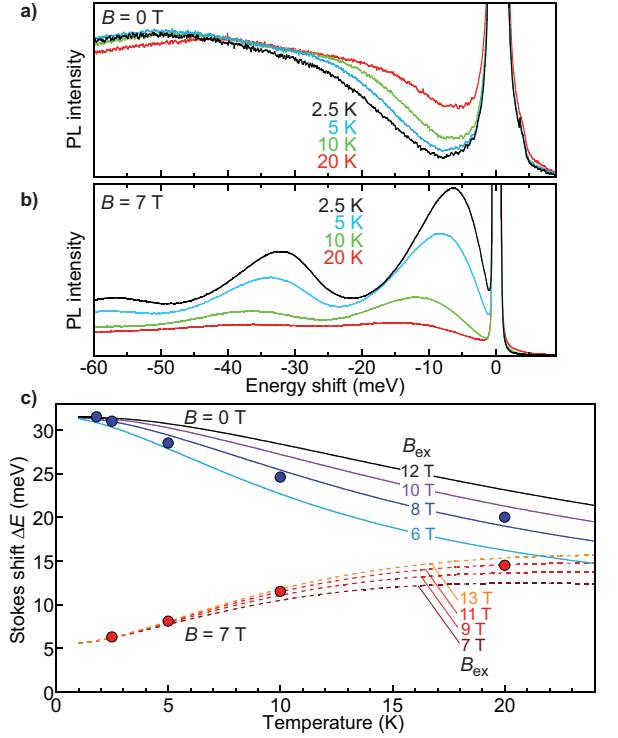 a)
B = 0 T
PL intensity
2.5 K
5 K
10 K
20 K
b)
B = 7 T
PL intensity
2.5 K
5 K
10 K
20 K
-60 -50 -40 -30 -20 -10 0
Energy shift (meV)
c)
B = 0 T
Bex
12 T
10 T
8 T
6 T
Stokes shift ΔE (meV)
30
25
20
15
10
5
0
13 T
11 T
9 T
7 T
Bex
B = 7 T
0 5 10 15 20
Temperature (K)